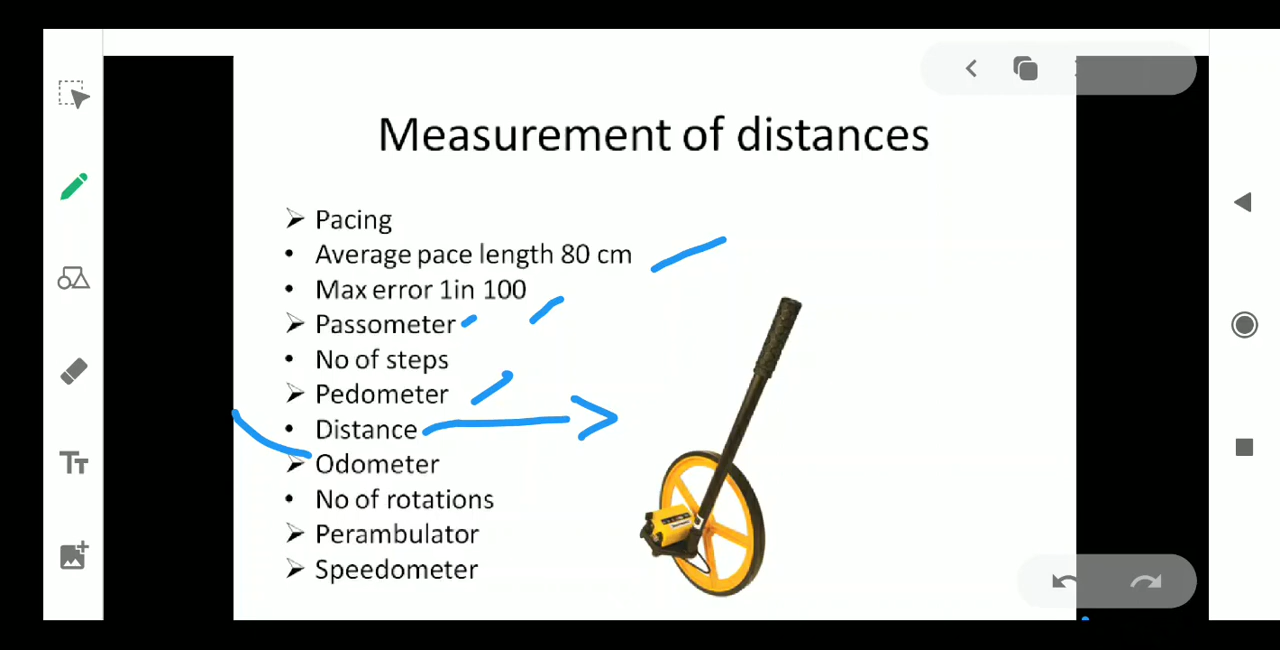 Measurement of distances
Pacing
Average pace length 80 cm
Max error 1in 100
Passometer
No of steps
Pedometer
Distance
Odometer
No of rotations
Perambulator
Speedometer
TT